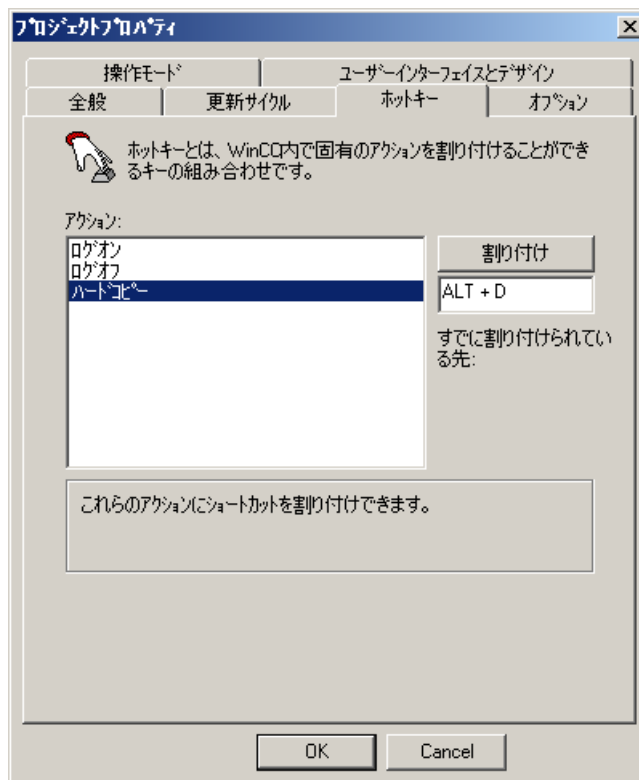 プロジェクトプロパティ
操作モード
ユーザーインターフェイスとデザイン
全般
更新サイクル
ホットキー
オプション
ホットキーとは、WinCC内で固有のアクションを割り付けることができ
るキーの組み合わせです。
アクション:
ログオン
ログオフ
ハードコピー
割り付け
ALT + D
すでに割り付けられてい
る先:
これらのアクションにショートカットを割り付けできます。
OK
Cancel